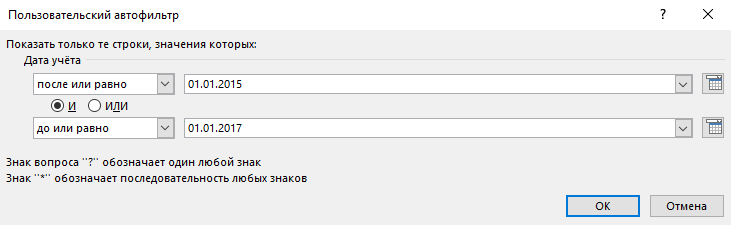 Пользовательский автофильтр
Показать только те строки, значения которых:
Дата учёта
после или равно 01.01.2015
И ИЛИ
до или равно 01.01.2017
Знак вопроса "?" обозначает один любой знак
Знак "*" обозначает последовательность любых знаков
ОК Отмена